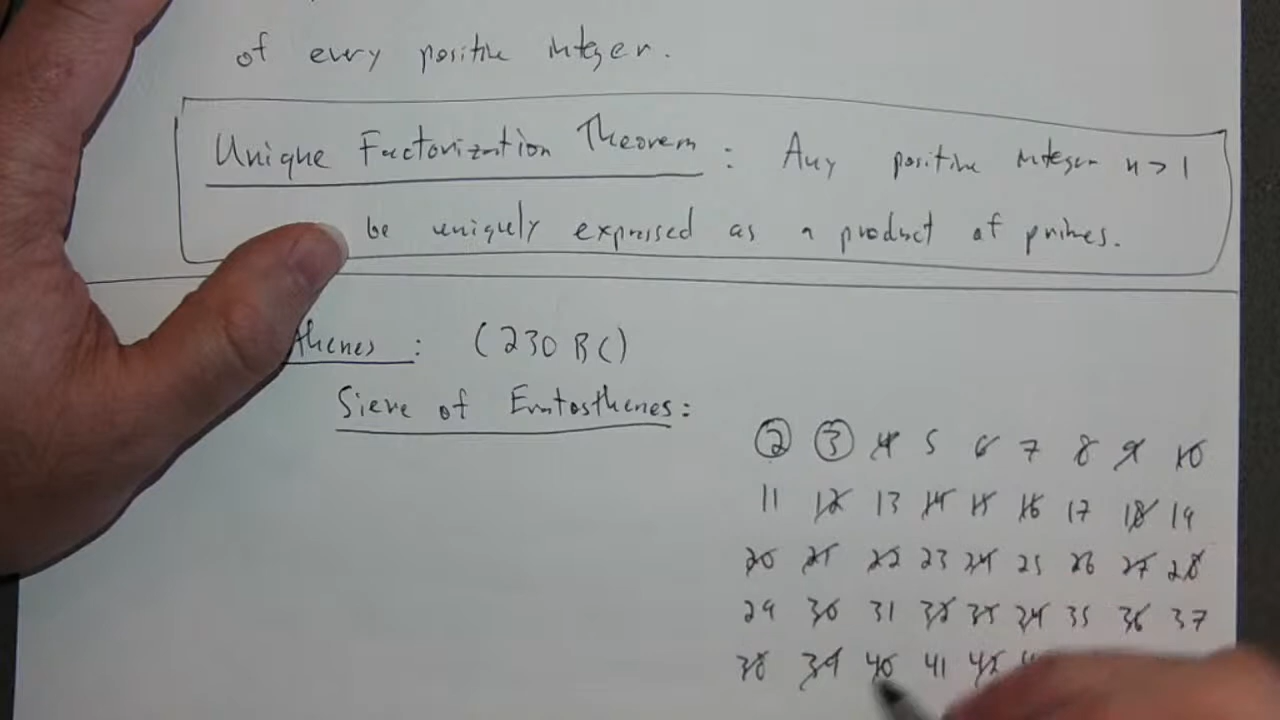 of every positive integer.
Unique Factorization Theorem : Any positive integer n > 1
be uniquely expressed as a product of primes.
thenes : (230 BC)
Sieve of Eratosthenes:
2 3 4 5 6 7 8 9 10
11 12 13 14 15 16 17 18 19
20 21 22 23 24 25 26 27 28
29 30 31 32 33 34 35 36 37
38 39 40 41 42